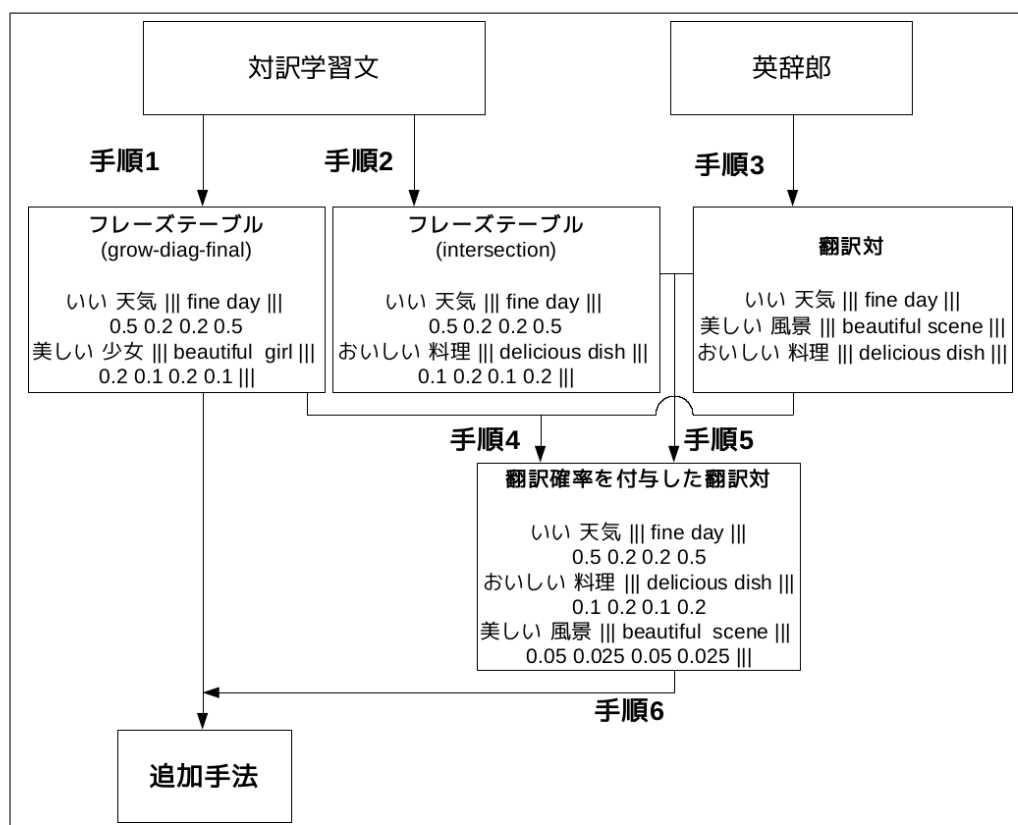 対訳学習文
英辞郎
手順1
手順2
手順3
フレーズテーブル
(grow-diag-final)
いい 天気 ||| fine day |||
0.5 0.2 0.2 0.5
美しい 少女 ||| beautiful girl |||
0.2 0.1 0.2 0.1 |||
フレーズテーブル
(intersection)
いい 天気 ||| fine day |||
0.5 0.2 0.2 0.5
おいしい 料理 ||| delicious dish |||
0.1 0.2 0.1 0.2 |||
翻訳対
いい 天気 ||| fine day |||
美しい 風景 ||| beautiful scene |||
おいしい 料理 ||| delicious dish |||
手順4
手順5
翻訳確率を付与した翻訳対
いい 天気 ||| fine day |||
0.5 0.2 0.2 0.5
おいしい 料理 ||| delicious dish |||
0.1 0.2 0.1 0.2
美しい 風景 ||| beautiful scene |||
0.05 0.025 0.05 0.025 |||
手順6
追加手法